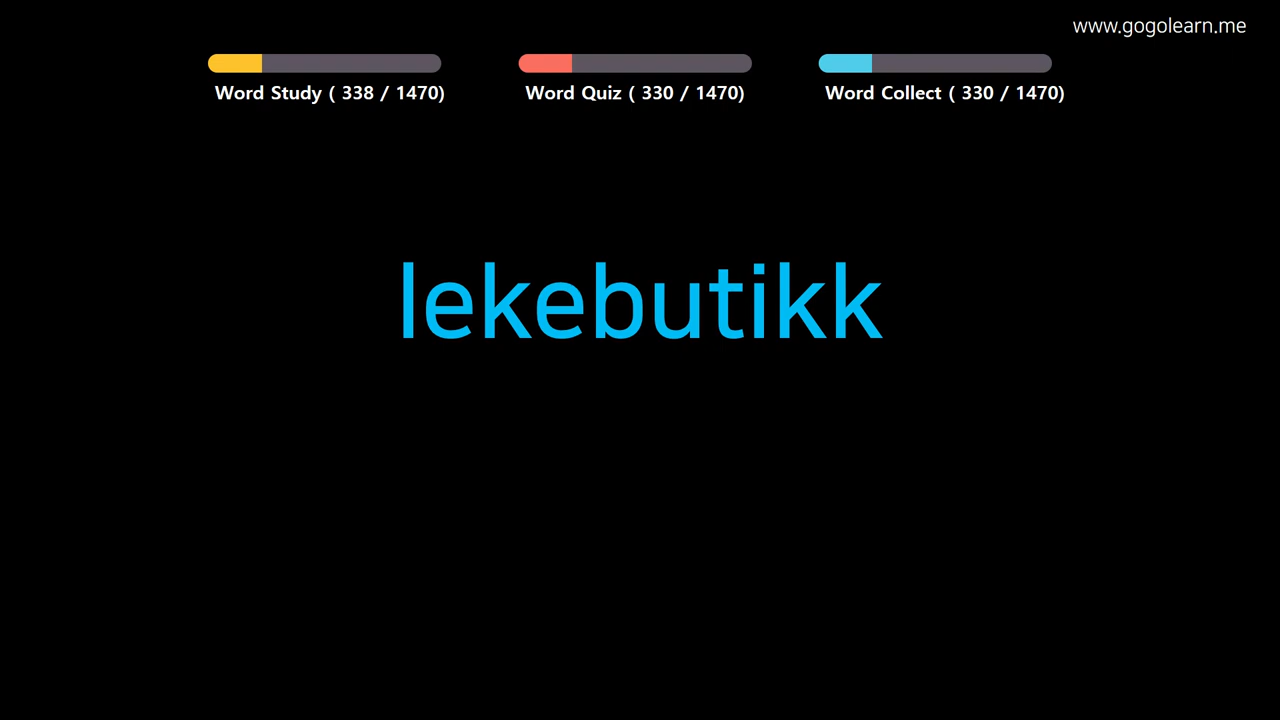 www.gogolearn.me
Word Study ( 338 / 1470)
Word Quiz ( 330 / 1470)
Word Collect ( 330 / 1470)
lekebutikk